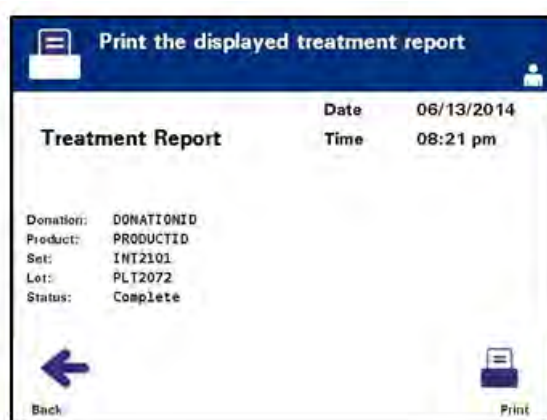 Print the displayed treatment report
Date 06/13/2014
Treatment Report Time 08:21 pm
Donation: DONATIONID
Product: PRODUCTID
Set: INT2101
Lot: PLT2072
Status: Complete
Back Print